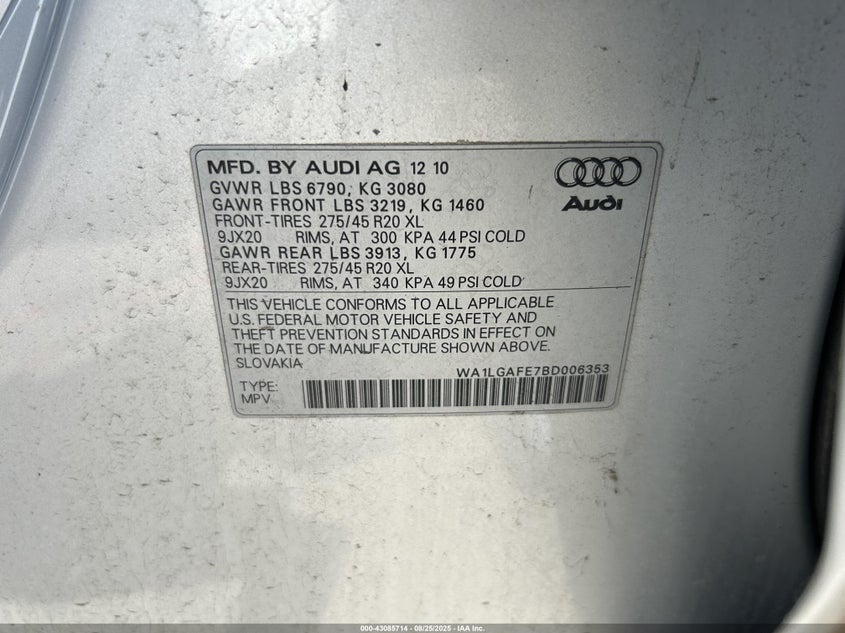 MFD. BY AUDI AG 12 10
GVWR LBS 6790, KG 3080
GAWR FRONT LBS 3219, KG 1460
FRONT-TIRES 275/45 R20 XL
9JX20 RIMS, AT 300 KPA 44 PSI COLD
GAWR REAR LBS 3913, KG 1775
REAR-TIRES 275/45 R20 XL
9JX20 RIMS, AT 340 KPA 49 PSI COLD
Audi
THIS VEHICLE CONFORMS TO ALL APPLICABLE
U.S. FEDERAL MOTOR VEHICLE SAFETY AND
THEFT PREVENTION STANDARDS IN EFFECT ON
THE DATE OF MANUFACTURE SHOWN ABOVE.
SLOVAKIA
WA1LGAFE7BD006353
TYPE:
MPV
000-43085714 - 08/25/2025 - IAA Inc.